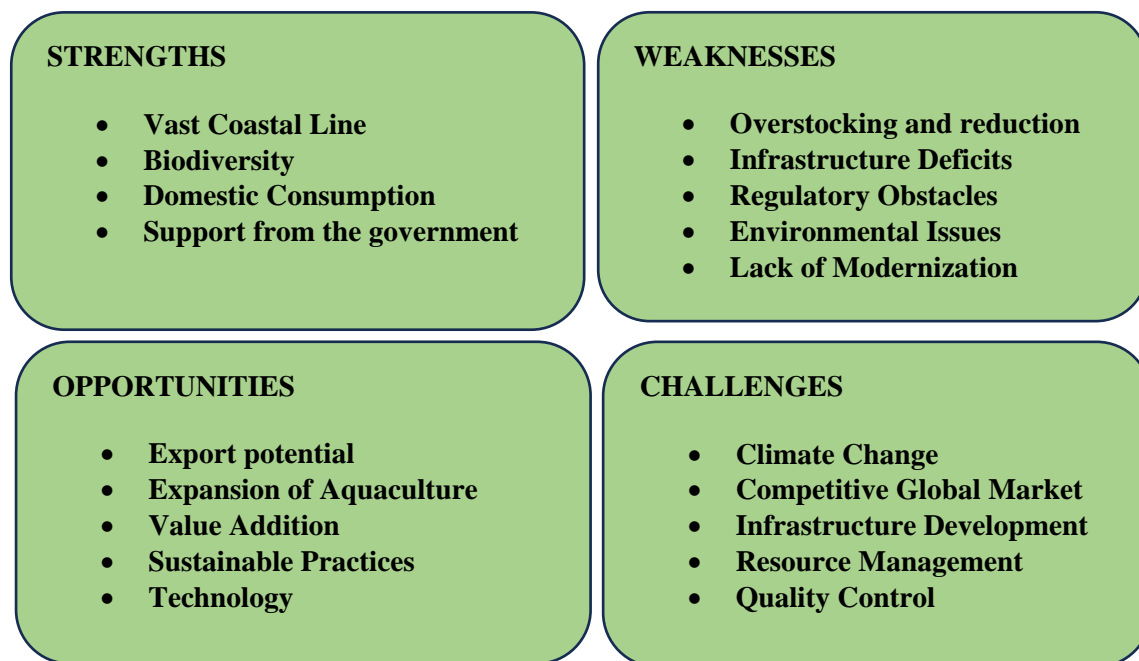 STRENGTHS
• Vast Coastal Line
• Biodiversity
• Domestic Consumption
• Support from the government
WEAKNESSES
• Overstocking and reduction
• Infrastructure Deficits
• Regulatory Obstacles
• Environmental Issues
• Lack of Modernization
OPPORTUNITIES
• Export potential
• Expansion of Aquaculture
• Value Addition
• Sustainable Practices
• Technology
CHALLENGES
• Climate Change
• Competitive Global Market
• Infrastructure Development
• Resource Management
• Quality Control